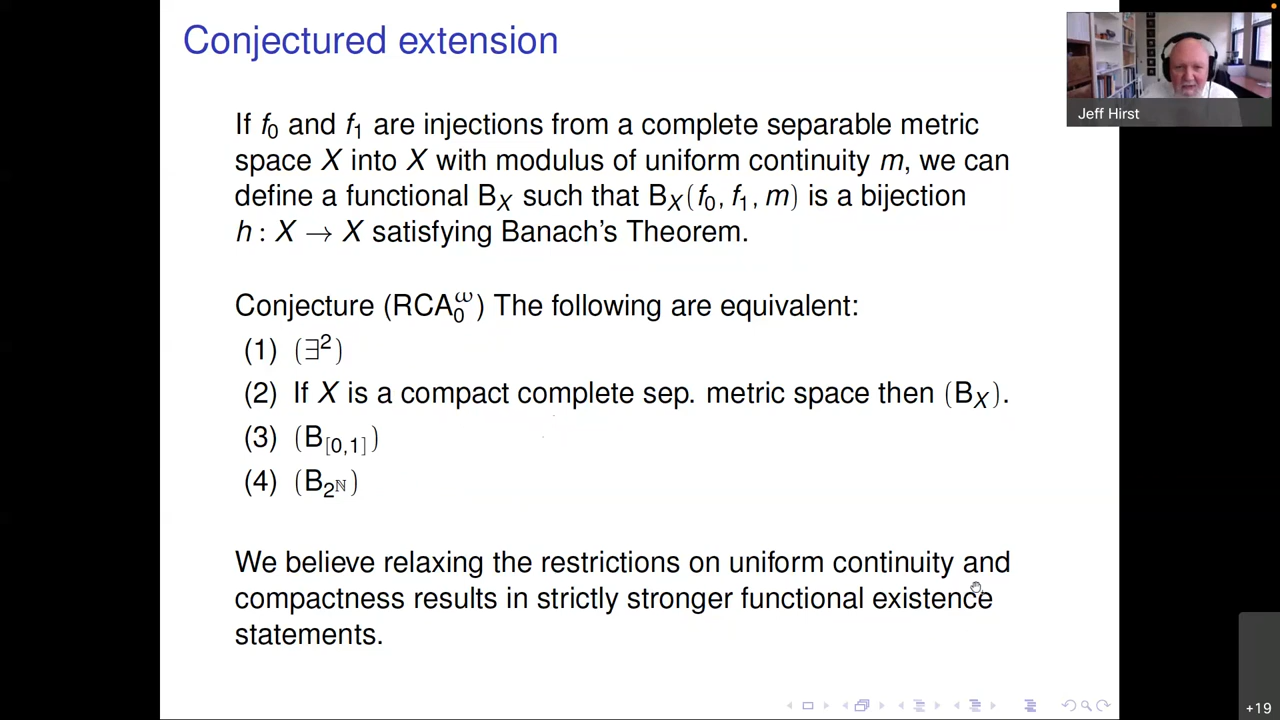 Conjectured extension
Jeff Hirst
If f₀ and f₁ are injections from a complete separable metric
space X into X with modulus of uniform continuity m, we can
define a functional B_X such that B_X(f₀, f₁, m) is a bijection
h : X → X satisfying Banach's Theorem.
Conjecture (RCA₀^ω) The following are equivalent:
(1) (∃²)
(2) If X is a compact complete sep. metric space then (B_X).
(3) (B_[0,1])
(4) (B_2^ℕ)
We believe relaxing the restrictions on uniform continuity and
compactness results in strictly stronger functional existence
statements.
+19